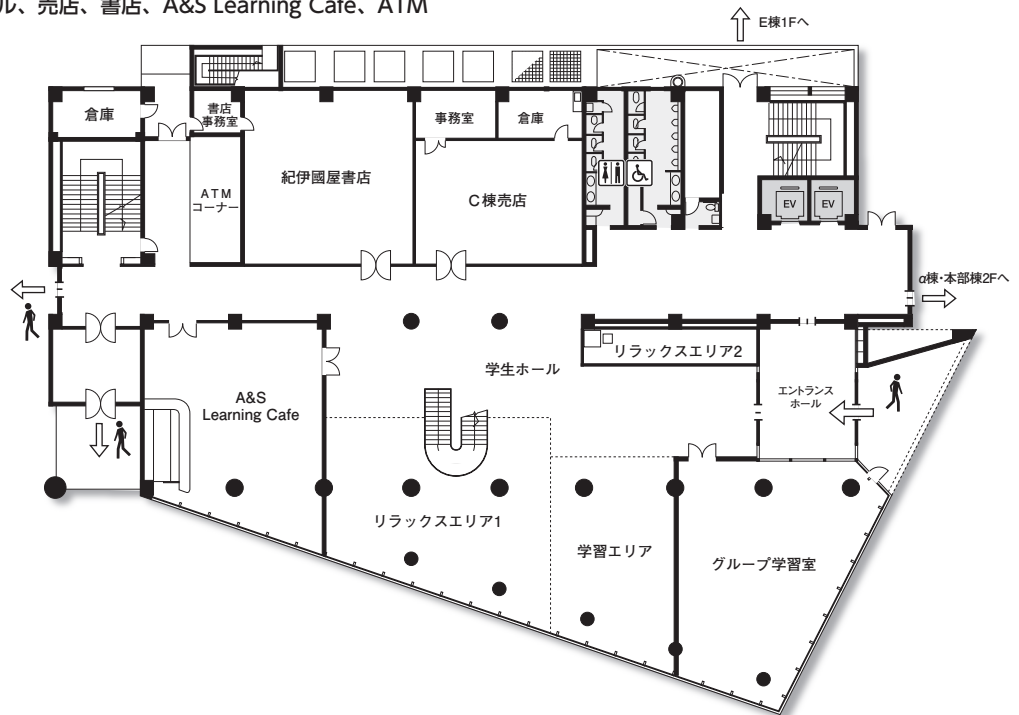 ル、売店、書店、A&S Learning Cafe、ATM
E棟1Fへ
倉庫
書店
事務室
事務室
倉庫
紀伊國屋書店
C棟売店
ATM
コーナー
EV
EV
α棟・本部棟2Fへ
リラックスエリア2
学生ホール
エントランス
ホール
A&S
Learning Cafe
リラックスエリア1
学習エリア
グループ学習室